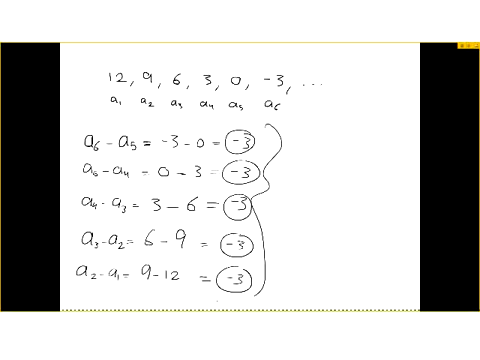 12, 9, 6, 3, 0, -3, ...
a₁ a₂ a₃ a₄ a₅ a₆
a₆ - a₅ = -3 - 0 = -3
a₅ - a₄ = 0 - 3 = -3
a₄ - a₃ = 3 - 6 = -3
a₃ - a₂ = 6 - 9 = -3
a₂ - a₁ = 9 - 12 = -3